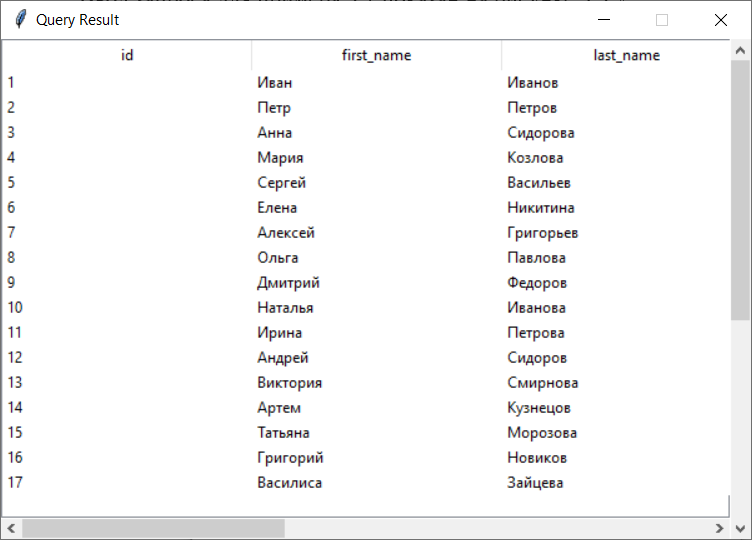 Query Result
id first_name last_name
1 Иван Иванов
2 Петр Петров
3 Анна Сидорова
4 Мария Козлова
5 Сергей Васильев
6 Елена Никитина
7 Алексей Григорьев
8 Ольга Павлова
9 Дмитрий Федоров
10 Наталья Иванова
11 Ирина Петрова
12 Андрей Сидоров
13 Виктория Смирнова
14 Артем Кузнецов
15 Татьяна Морозова
16 Григорий Новиков
17 Василиса Зайцева